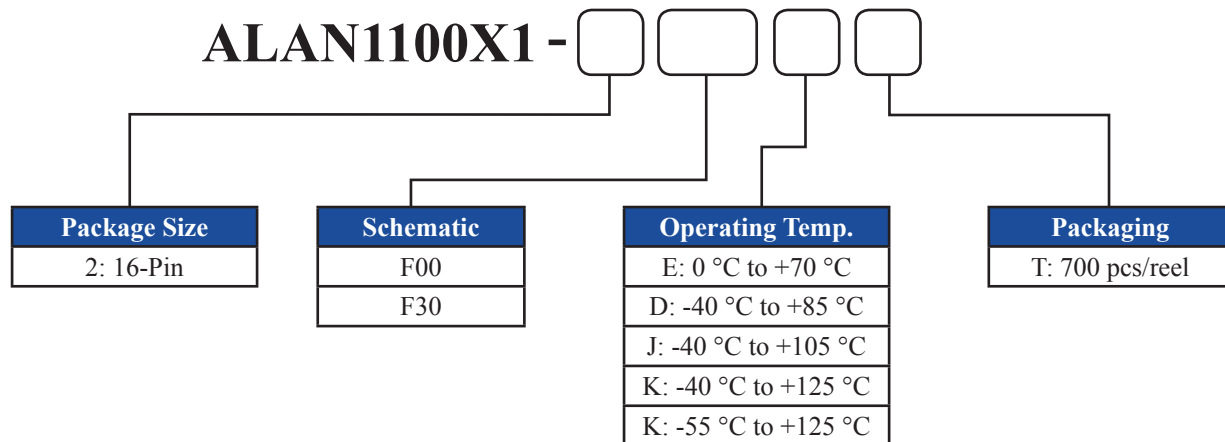 ALAN1100X1 -
Package Size
2: 16-Pin
Schematic
F00
F30
Operating Temp.
E: 0 °C to +70 °C
D: -40 °C to +85 °C
J: -40 °C to +105 °C
K: -40 °C to +125 °C
K: -55 °C to +125 °C
Packaging
T: 700 pcs/reel